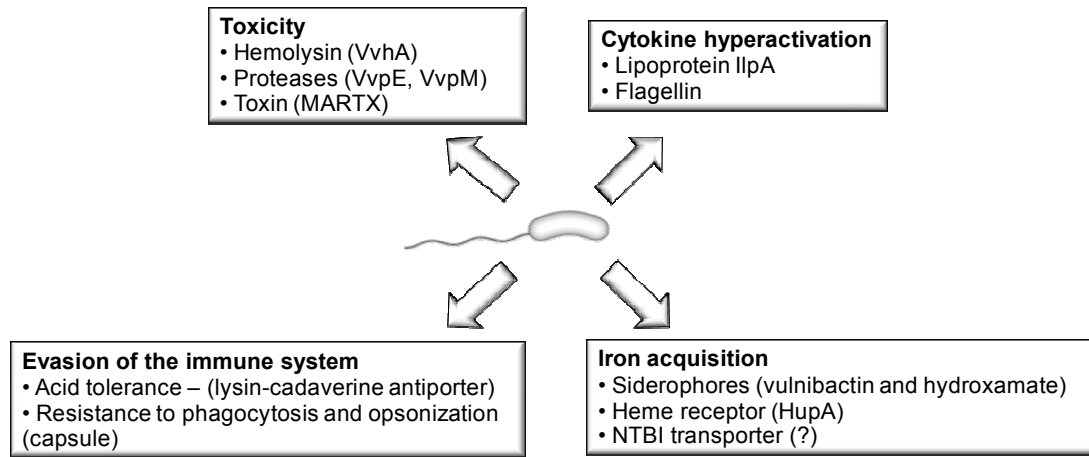 Toxicity
• Hemolysin (VvhA)
• Proteases (VvpE, VvpM)
• Toxin (MARTX)
Cytokine hyperactivation
• Lipoprotein IlpA
• Flagellin
Evasion of the immune system
• Acid tolerance – (lysin-cadaverine antiporter)
• Resistance to phagocytosis and opsonization
(capsule)
Iron acquisition
• Siderophores (vulnibactin and hydroxamate)
• Heme receptor (HupA)
• NTBI transporter (?)